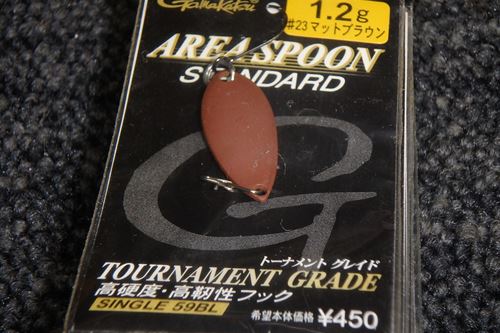 Gamakatsu
1.2g
#23マットブラウン
AREA SPOON
STANDARD
G
トーナメント グレイド
TOURNAMENT GRADE
高硬度・高靭性フック
SINGLE 59BL
希望本体価格 ¥450